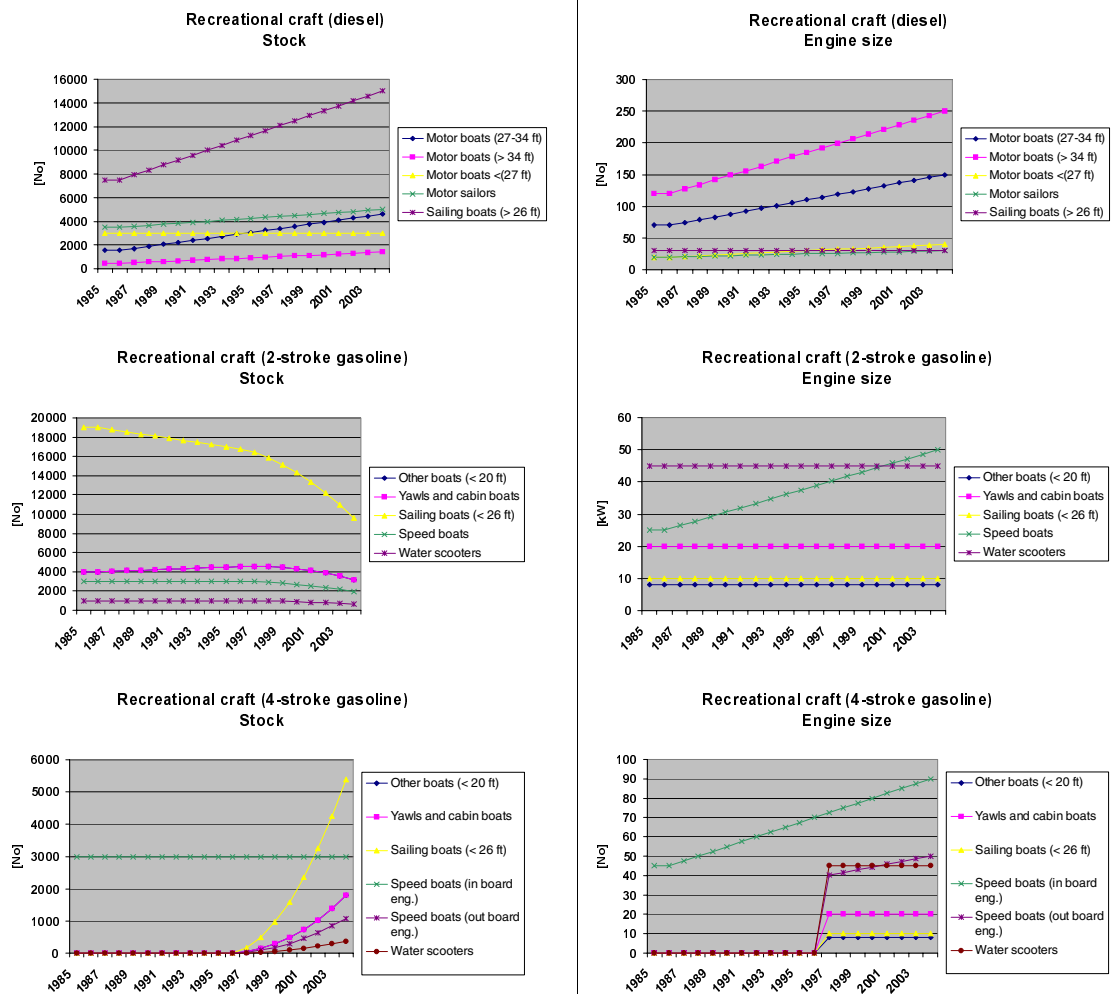 Recreational craft (diesel)
Stock
16000
14000
12000
10000
8000
6000
4000
2000
0
[No]
1985
1987
1989
1991
1993
1995
1997
1999
2001
2003
Motor boats (27-34 ft)
Motor boats (> 34 ft)
Motor boats <(27 ft)
Motor sailors
Sailing boats (> 26 ft)
Recreational craft (diesel)
Engine size
300
250
200
150
100
50
0
[No]
1985
1987
1989
1991
1993
1995
1997
1999
2001
2003
Motor boats (27-34 ft)
Motor boats (> 34 ft)
Motor boats <(27 ft)
Motor sailors
Sailing boats (> 26 ft)
Recreational craft (2-stroke gasoline)
Stock
20000
18000
16000
14000
12000
10000
8000
6000
4000
2000
0
[No]
1985
1987
1989
1991
1993
1995
1997
1999
2001
2003
Other boats (< 20 ft)
Yawls and cabin boats
Sailing boats (< 26 ft)
Speed boats
Water scooters
Recreational craft (2-stroke gasoline)
Engine size
60
50
40
30
20
10
0
[kW]
1985
1987
1989
1991
1993
1995
1997
1999
2001
2003
Other boats (< 20 ft)
Yawls and cabin boats
Sailing boats (< 26 ft)
Speed boats
Water scooters
Recreational craft (4-stroke gasoline)
Stock
6000
5000
4000
3000
2000
1000
0
[No]
1985
1987
1989
1991
1993
1995
1997
1999
2001
2003
Other boats (< 20 ft)
Yawls and cabin boats
Sailing boats (< 26 ft)
Speed boats (in board
eng.)
Speed boats (out board
eng.)
Water scooters
Recreational craft (4-stroke gasoline)
Engine size
100
90
80
70
60
50
40
30
20
10
0
[No]
1985
1987
1989
1991
1993
1995
1997
1999
2001
2003
Other boats (< 20 ft)
Yawls and cabin boats
Sailing boats (< 26 ft)
Speed boats (in board
eng.)
Speed boats (out board
eng.)
Water scooters